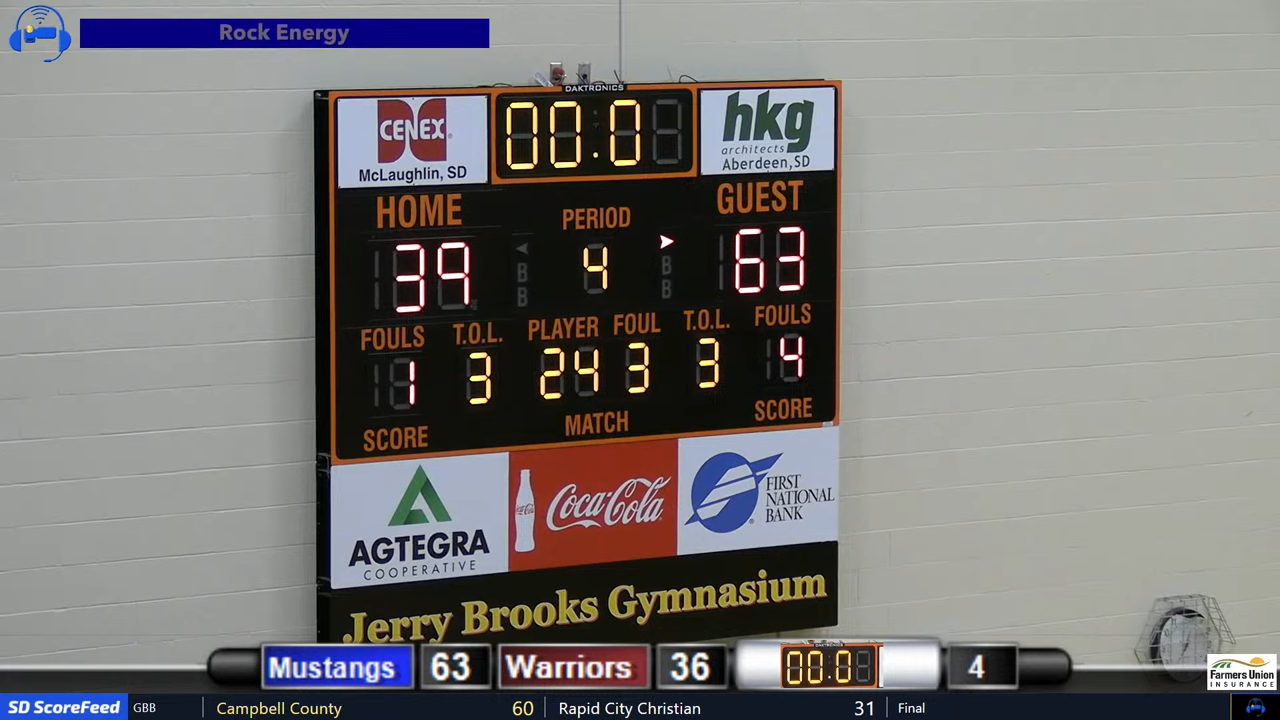 Rock Energy
DAKTRONICS
CENEX®
McLaughlin, SD
00.0
hkg
architects
Aberdeen, SD
HOME
PERIOD
GUEST
39
4
63
B
B
B
B
FOULS
T.O.L.
PLAYER
FOUL
T.O.L.
FOULS
1
3
24
3
3
4
SCORE
MATCH
SCORE
AGTEGRA
COOPERATIVE
Coca-Cola
FIRST
NATIONAL
BANK
Jerry Brooks Gymnasium
Mustangs 63 Warriors 36 00.0 4
Farmers Union
INSURANCE
SD ScoreFeed GBB Campbell County 60 Rapid City Christian 31 Final